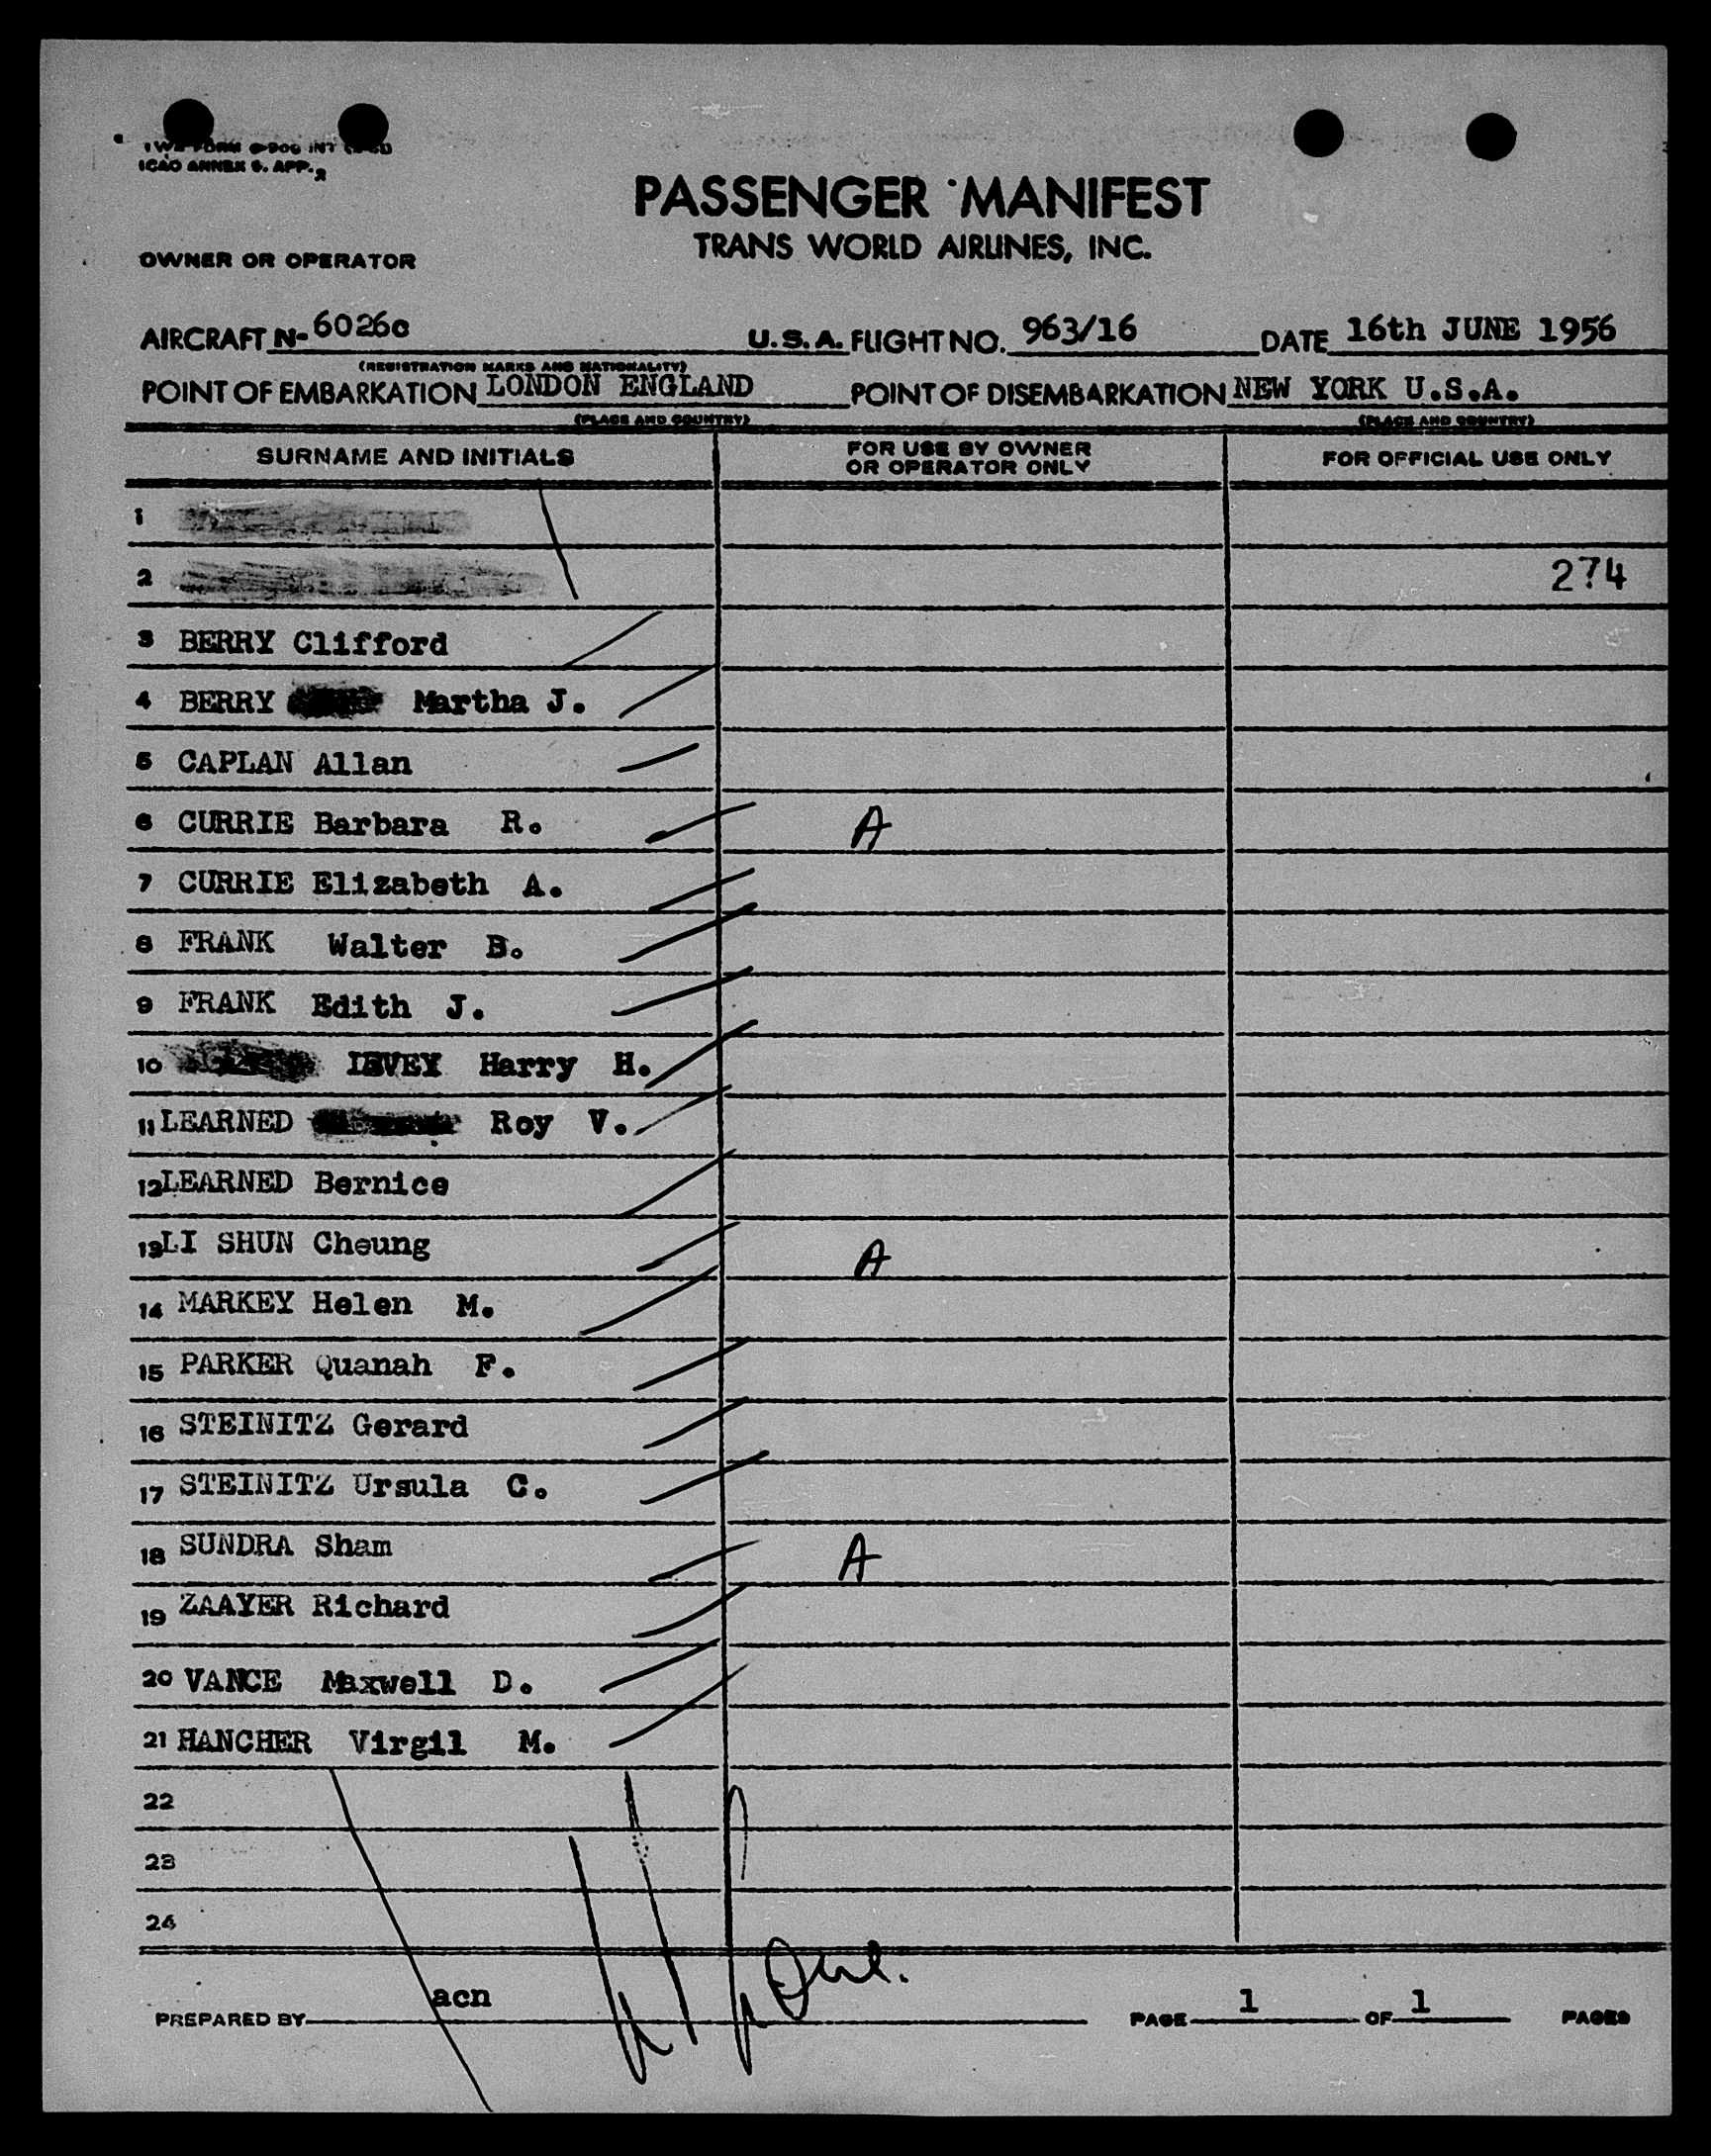 ICAO ANNEX 9. APP. 2
PASSENGER MANIFEST
TRANS WORLD AIRLINES, INC.
OWNER OR OPERATOR
AIRCRAFT N- 6026c U.S.A. FLIGHT NO. 963/16 DATE 16th JUNE 1956
(REGISTRATION MARKS AND NATIONALITY)
POINT OF EMBARKATION LONDON ENGLAND POINT OF DISEMBARKATION NEW YORK U.S.A.
(PLACE AND COUNTRY) (PLACE AND COUNTRY)
SURNAME AND INITIALS FOR USE BY OWNER OR OPERATOR ONLY FOR OFFICIAL USE ONLY
1
2 274
3 BERRY Clifford
4 BERRY Martha J.
5 CAPLAN Allan
6 CURRIE Barbara R. A
7 CURRIE Elizabeth A.
8 FRANK Walter B.
9 FRANK Edith J.
10 Harry H.
11 LEARNED Roy V.
12 LEARNED Bernice
13 LI SHUN Cheung A
14 MARKEY Helen M.
15 PARKER Quanah F.
16 STEINITZ Gerard
17 STEINITZ Ursula C.
18 SUNDRA Sham A
19 ZAAYER Richard
20 VANCE Maxwell D.
21 HANCHER Virgil M.
22
23
24
PREPARED BY acn PAGE 1 OF 1 PAGES